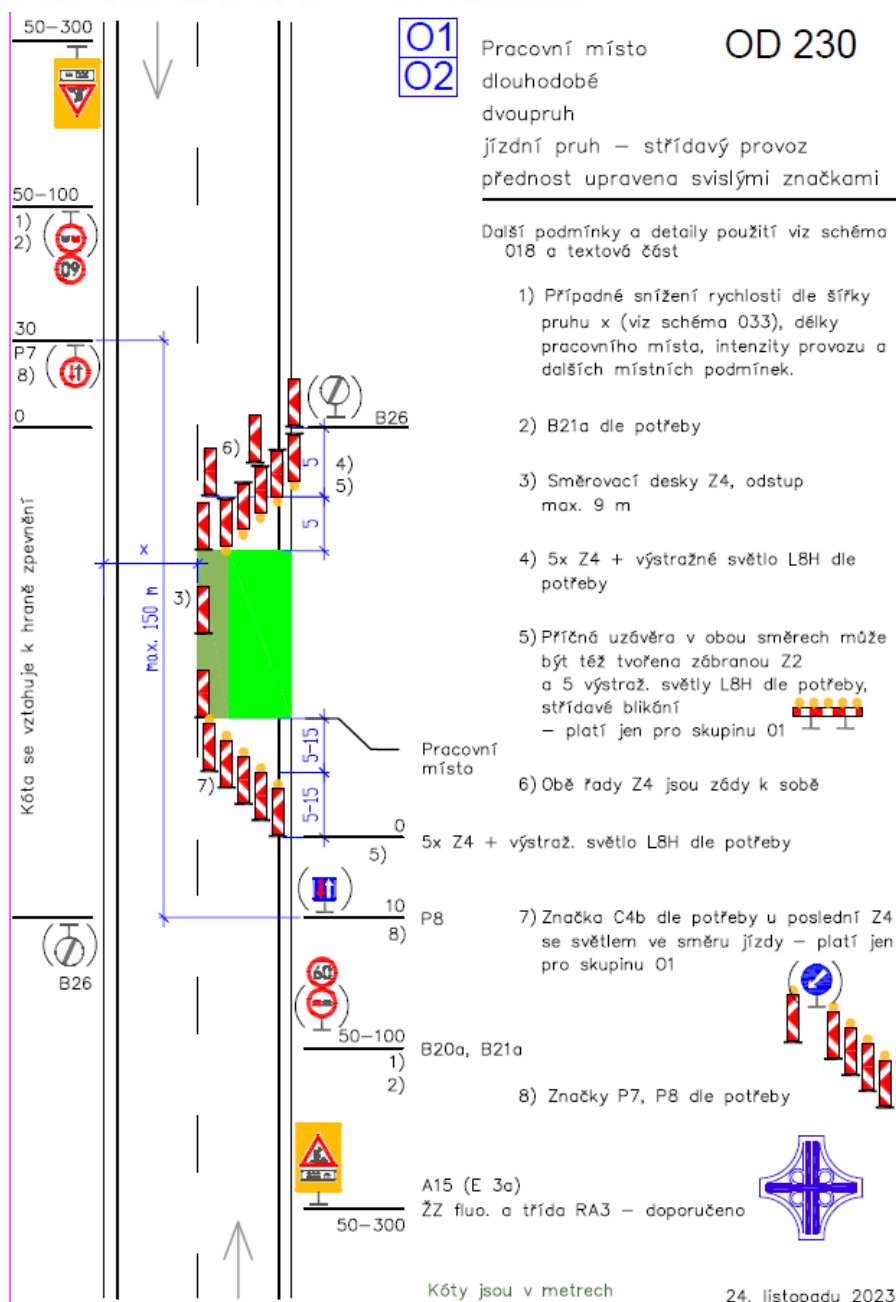 O1
O2
Pracovní místo
OD 230
dlouhodobé
dvoupruh
jízdní pruh – střídavý provoz
přednost upravena svislými značkami
Další podmínky a detaily použití viz schéma
018 a textová část
1) Případné snížení rychlosti dle šířky
pruhu x (viz schéma 033), délky
pracovního místa, intenzity provozu a
dalších místních podmínek.
2) B21a dle potřeby
3) Směrovací desky Z4, odstup
max. 9 m
4) 5x Z4 + výstražné světlo L8H dle
potřeby
5) Příčná uzávěra v obou směrech může
být též tvořena zábranou Z2
a 5 výstraž. světly L8H dle potřeby,
střídavé blikání
– platí jen pro skupinu O1
6) Obě řady Z4 jsou zády k sobě
7) Značka C4b dle potřeby u poslední Z4
se světlem ve směru jízdy – platí jen
pro skupinu O1
8) Značky P7, P8 dle potřeby
50-300
50-100
1)
2)
60
30
P7
8)
0
B26
6)
5
4)
5)
5
x
3)
max. 150 m
Kóta se vztahuje k hraně zpevnění
5-15
Pracovní
místo
7)
5-15
0
5)
5x Z4 + výstraž. světlo L8H dle potřeby
10
8)
P8
B26
60
50-100
1)
2)
B20a, B21a
A15 (E 3a)
ŽZ fluo. a třída RA3 – doporučeno
50-300
Kóty jsou v metrech
24. listopadu 2023